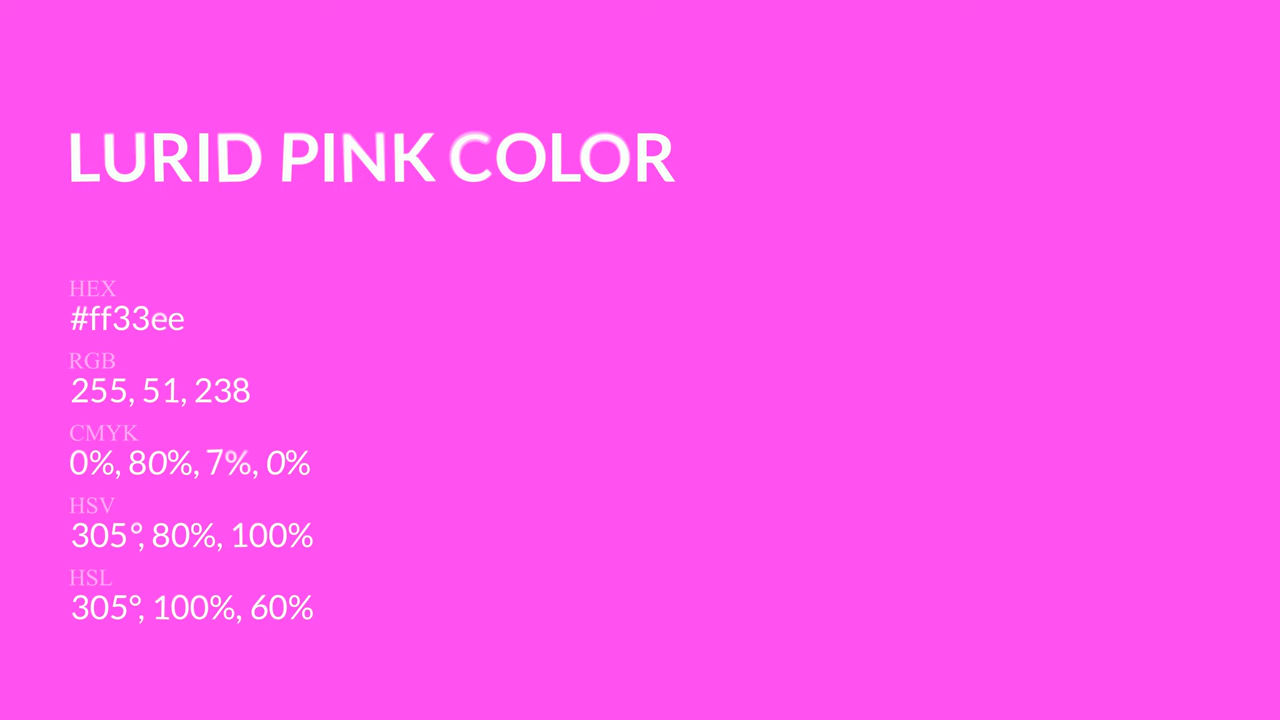 LURID PINK COLOR
HEX
#ff33ee
RGB
255, 51, 238
CMYK
0%, 80%, 7%, 0%
HSV
305°, 80%, 100%
HSL
305°, 100%, 60%